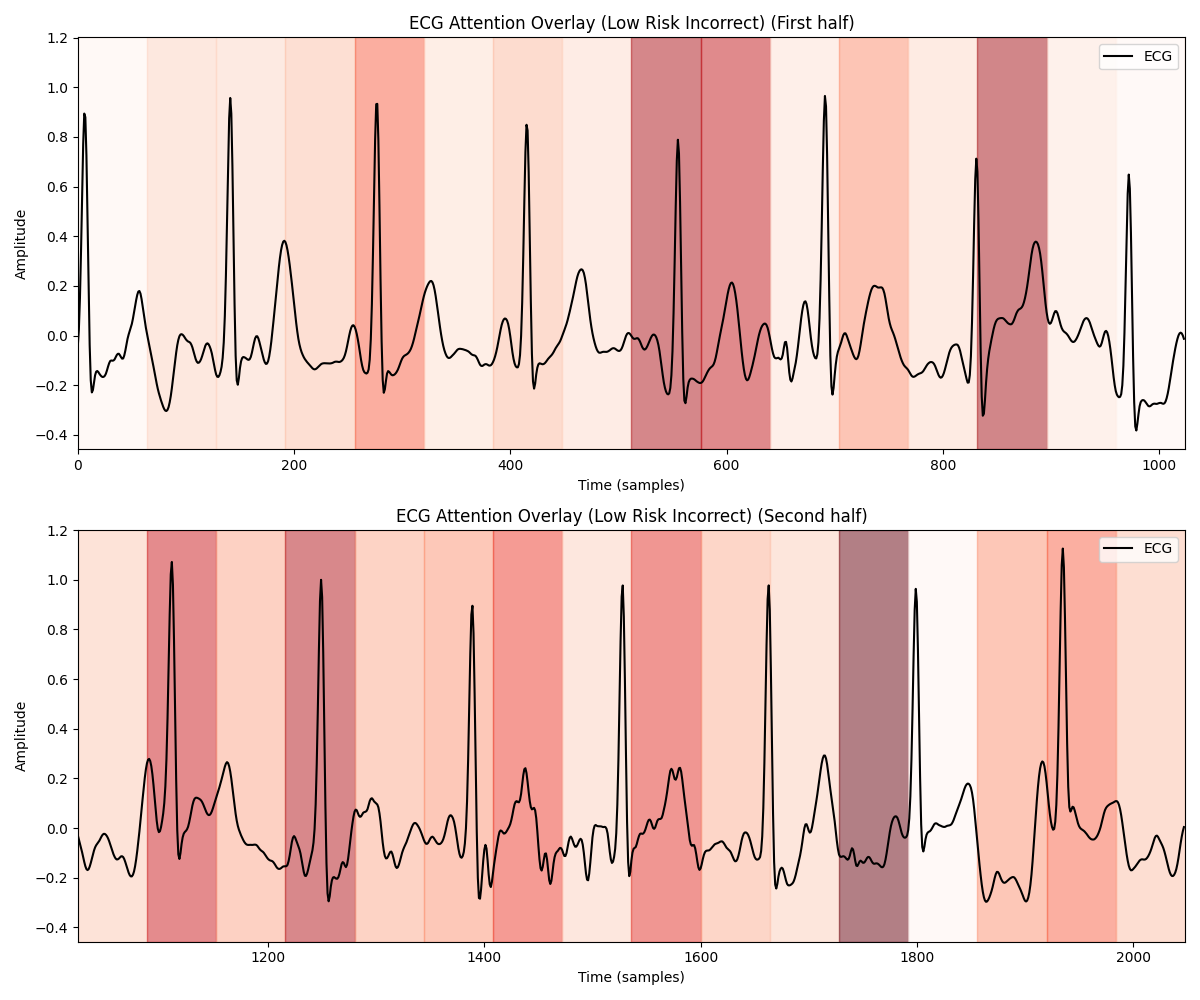 ECG Attention Overlay (Low Risk Incorrect) (First half)
ECG
Amplitude
1.2
1.0
0.8
0.6
0.4
0.2
0.0
−0.2
−0.4
0 200 400 600 800 1000
Time (samples)
ECG Attention Overlay (Low Risk Incorrect) (Second half)
ECG
Amplitude
1.2
1.0
0.8
0.6
0.4
0.2
0.0
−0.2
−0.4
1200 1400 1600 1800 2000
Time (samples)